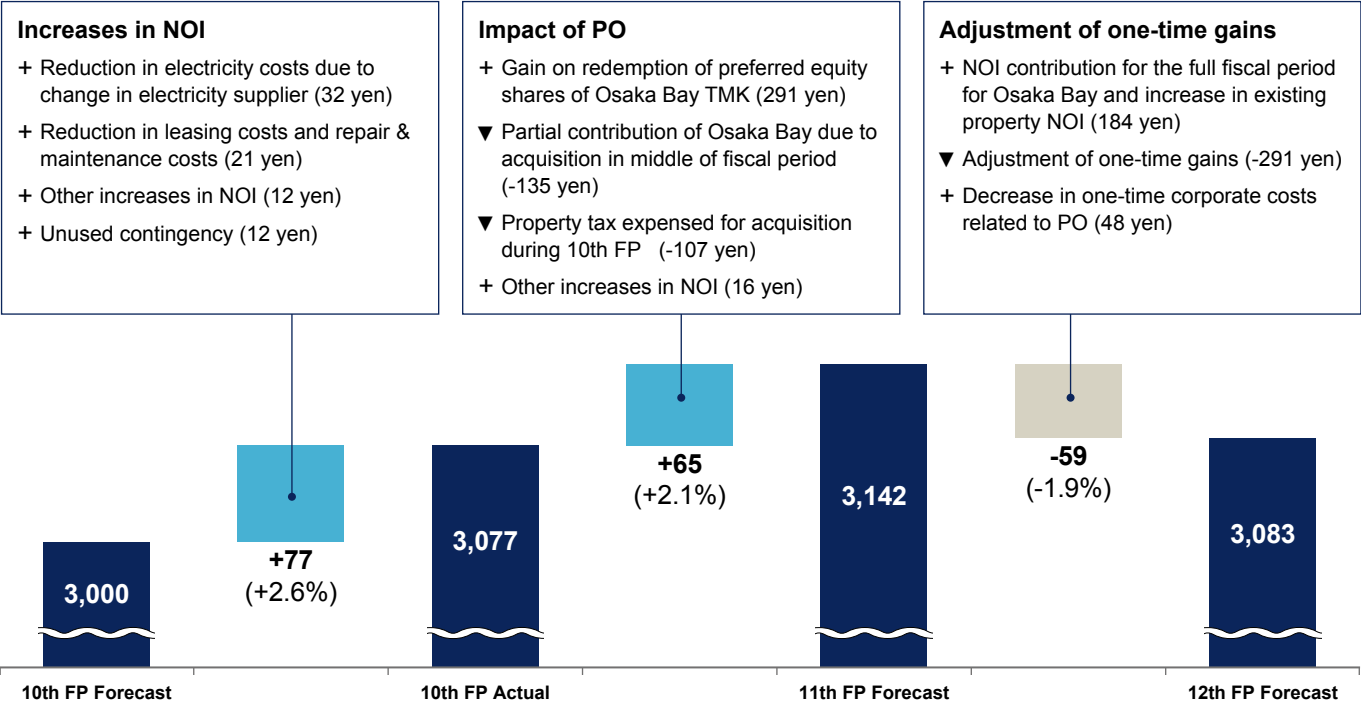 Increases in NOI
+ Reduction in electricity costs due to
change in electricity supplier (32 yen)
+ Reduction in leasing costs and repair &
maintenance costs (21 yen)
+ Other increases in NOI (12 yen)
+ Unused contingency (12 yen)
Impact of PO
+ Gain on redemption of preferred equity
shares of Osaka Bay TMK (291 yen)
▼ Partial contribution of Osaka Bay due to
acquisition in middle of fiscal period
(-135 yen)
▼ Property tax expensed for acquisition
during 10th FP (-107 yen)
+ Other increases in NOI (16 yen)
Adjustment of one-time gains
+ NOI contribution for the full fiscal period
for Osaka Bay and increase in existing
property NOI (184 yen)
▼ Adjustment of one-time gains (-291 yen)
+ Decrease in one-time corporate costs
related to PO (48 yen)
3,000
+77
(+2.6%)
3,077
+65
(+2.1%)
3,142
-59
(-1.9%)
3,083
10th FP Forecast
10th FP Actual
11th FP Forecast
12th FP Forecast